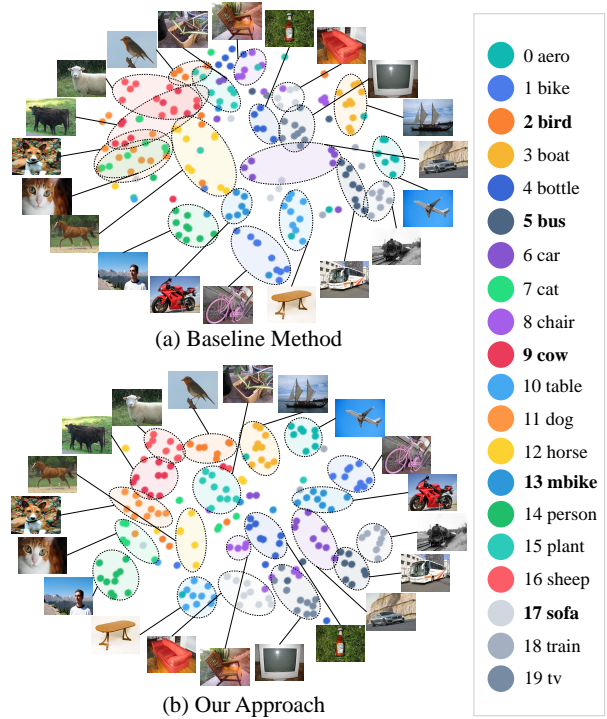 (a) Baseline Method
(b) Our Approach
0 aero
1 bike
2 bird
3 boat
4 bottle
5 bus
6 car
7 cat
8 chair
9 cow
10 table
11 dog
12 horse
13 mbike
14 person
15 plant
16 sheep
17 sofa
18 train
19 tv